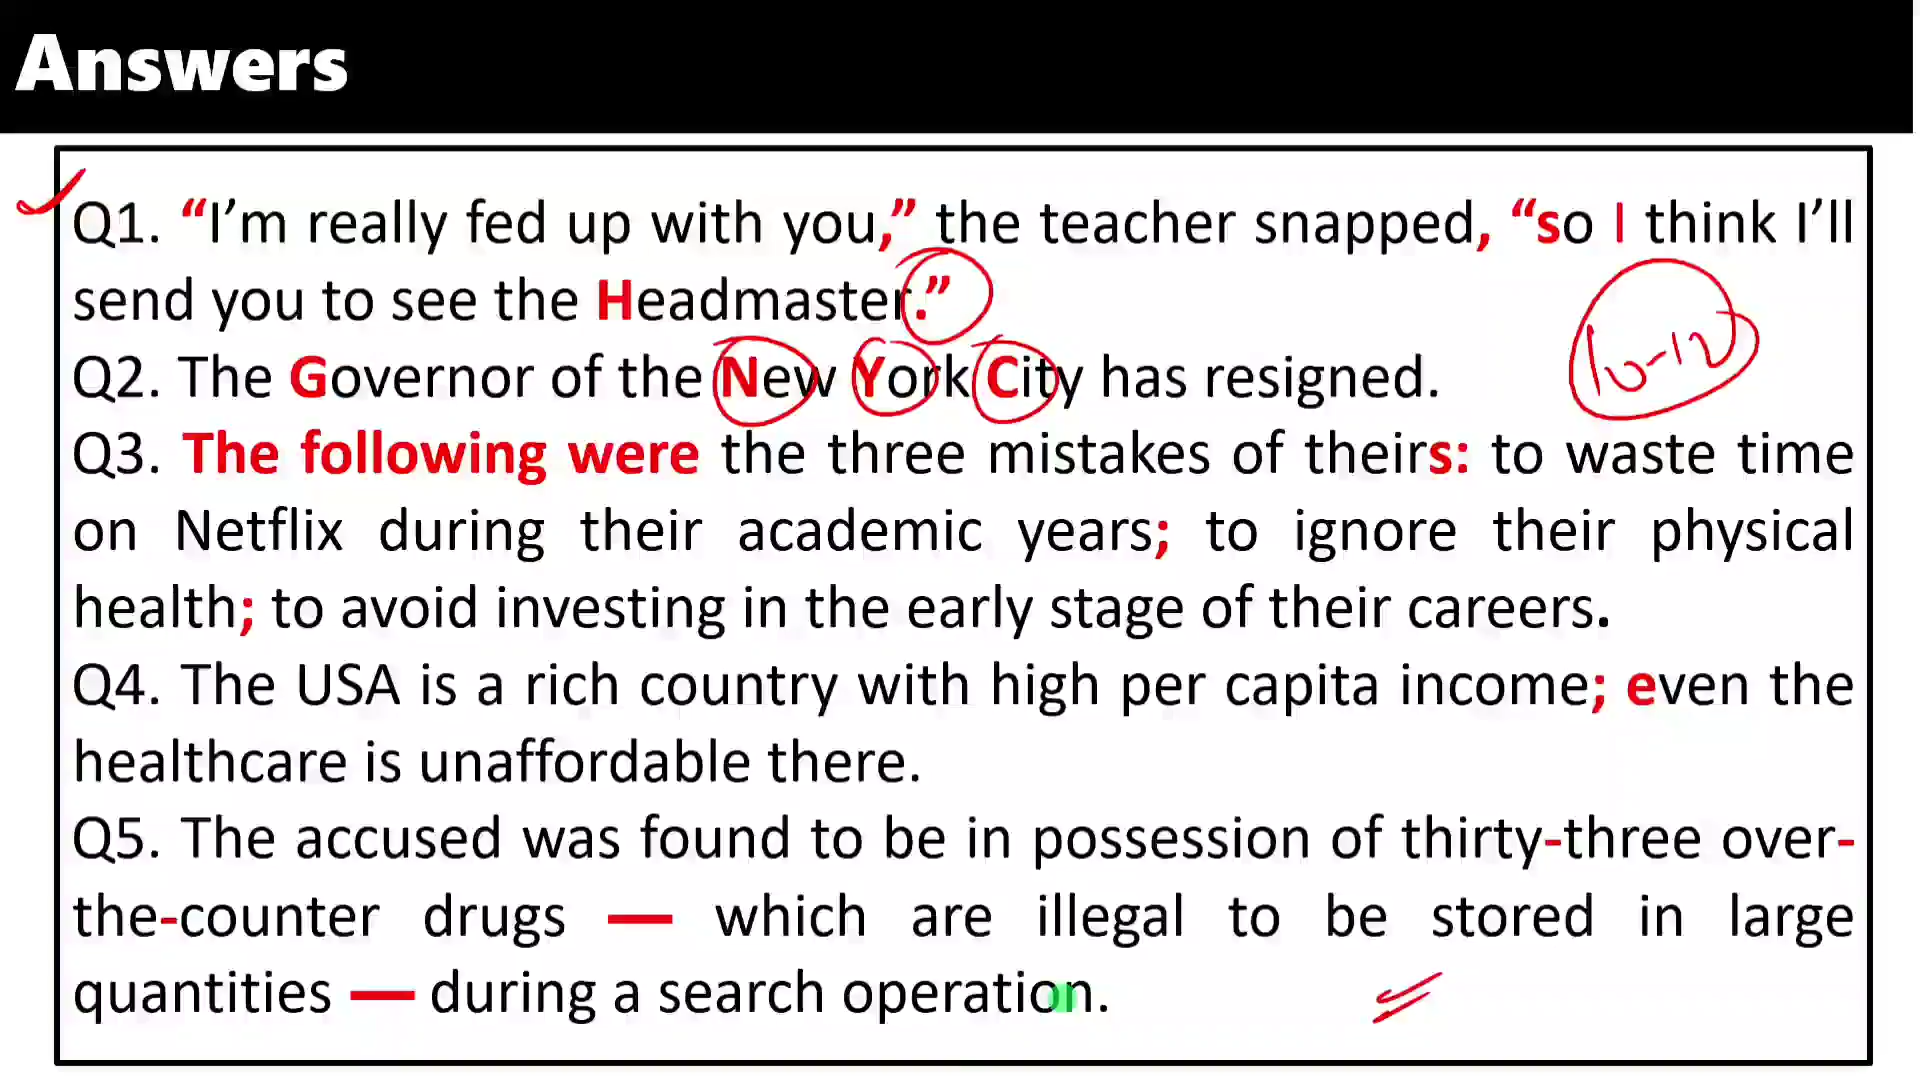 Answers
Q1. “I’m really fed up with you,” the teacher snapped, “so I think I’ll
send you to see the Headmaster.”
10-12
Q2. The Governor of the New York City has resigned.
Q3. The following were the three mistakes of theirs: to waste time
on Netflix during their academic years; to ignore their physical
health; to avoid investing in the early stage of their careers.
Q4. The USA is a rich country with high per capita income; even the
healthcare is unaffordable there.
Q5. The accused was found to be in possession of thirty-three over-
the-counter drugs — which are illegal to be stored in large
quantities — during a search operation.